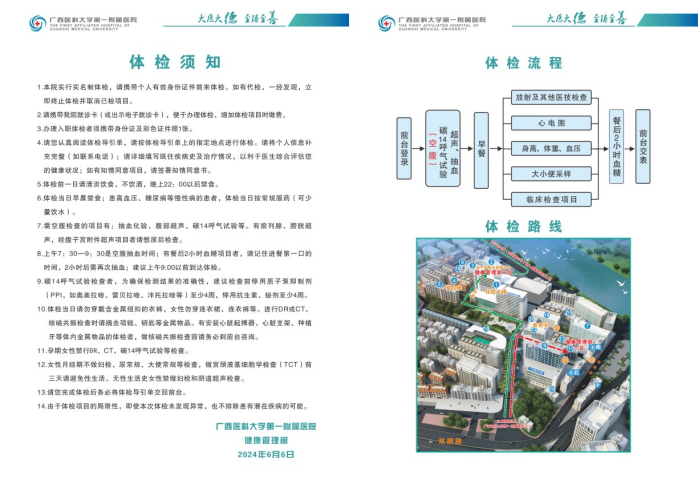 广西医科大学第一附属医院
THE FIRST AFFILIATED HOSPITAL OF
GUANGXI MEDICAL UNIVERSITY
大医大德 至臻至善
体检须知
1.本院实行实名制体检，请携带个人有效身份证件前来体检。如有代检，一经发现，立
即终止体检并取消已检项目。
2.请携带我院就诊卡（或出示电子就诊卡），便于办理体检、增加体检项目时缴费。
3.办理入职体检者须携带身份证及彩色证件照1张。
4.请您认真阅读体检导引单，请按体检导引单上的指定地点进行体检。请将个人信息补
充完整（如联系电话）；请详细填写既往疾病史及治疗情况，以利于医生综合评估您
的健康状况；如有知情同意项目，请签署知情同意书。
5.体检前一日请清淡饮食，不饮酒，晚上22：00以后禁食。
6.体检当日早晨禁食；患高血压、糖尿病等慢性病的患者，体检当日按常规服药（可少
量饮水）。
7.需空腹检查的项目有：抽血化验、腹部超声、碳14呼气试验等。有前列腺、膀胱超
声，经腹子宫附件超声项目者请憋尿后检查。
8.上午7：30—9：30是空腹抽血时间；有餐后2小时血糖项目者，请记住进餐第一口的
时间，2小时后需再次抽血；建议上午9:00以前到达体检。
9.碳14呼气试验检查者，为确保检测结果的准确性，建议检查前停用质子泵抑制剂
（PPI，如奥美拉唑、雷贝拉唑、泮托拉唑等）至少4周，停用抗生素、铋剂至少4周。
10.体检当日请勿穿戴含金属纽扣的衣裤，女性勿穿连衣裙、连衣裤等。进行DR或CT、
核磁共振检查时请摘去项链、钥匙等金属物品。有安装心脏起搏器、心脏支架、种植
牙等体内金属物品的体检者，做核磁共振检查前请务必到前台咨询。
11.孕期女性禁行DR、CT、碳14呼气试验等检查。
12.女性月经期不做妇检、尿常规、大便常规等检查，做宫颈液基细胞学检查（TCT）前
三天请避免性生活。无性生活史女性禁做妇检和阴道超声检查。
13.请您完成体检后务必将体检导引单交回前台。
14.由于体检项目的局限性，即使本次体检未发现异常，也不排除患有潜在疾病的可能。
广西医科大学第一附属医院
健康管理部
2024年6月6日
广西医科大学第一附属医院
THE FIRST AFFILIATED HOSPITAL OF
GUANGXI MEDICAL UNIVERSITY
大医大德 至臻至善
体检流程
前台登录
超声、抽血
碳14呼气试验
（空腹）
早餐
放射及其他医技检查
心电图
身高、体重、血压
大小便采样
临床检查项目
餐后2小时血糖
前台交表
体检路线
双拥路